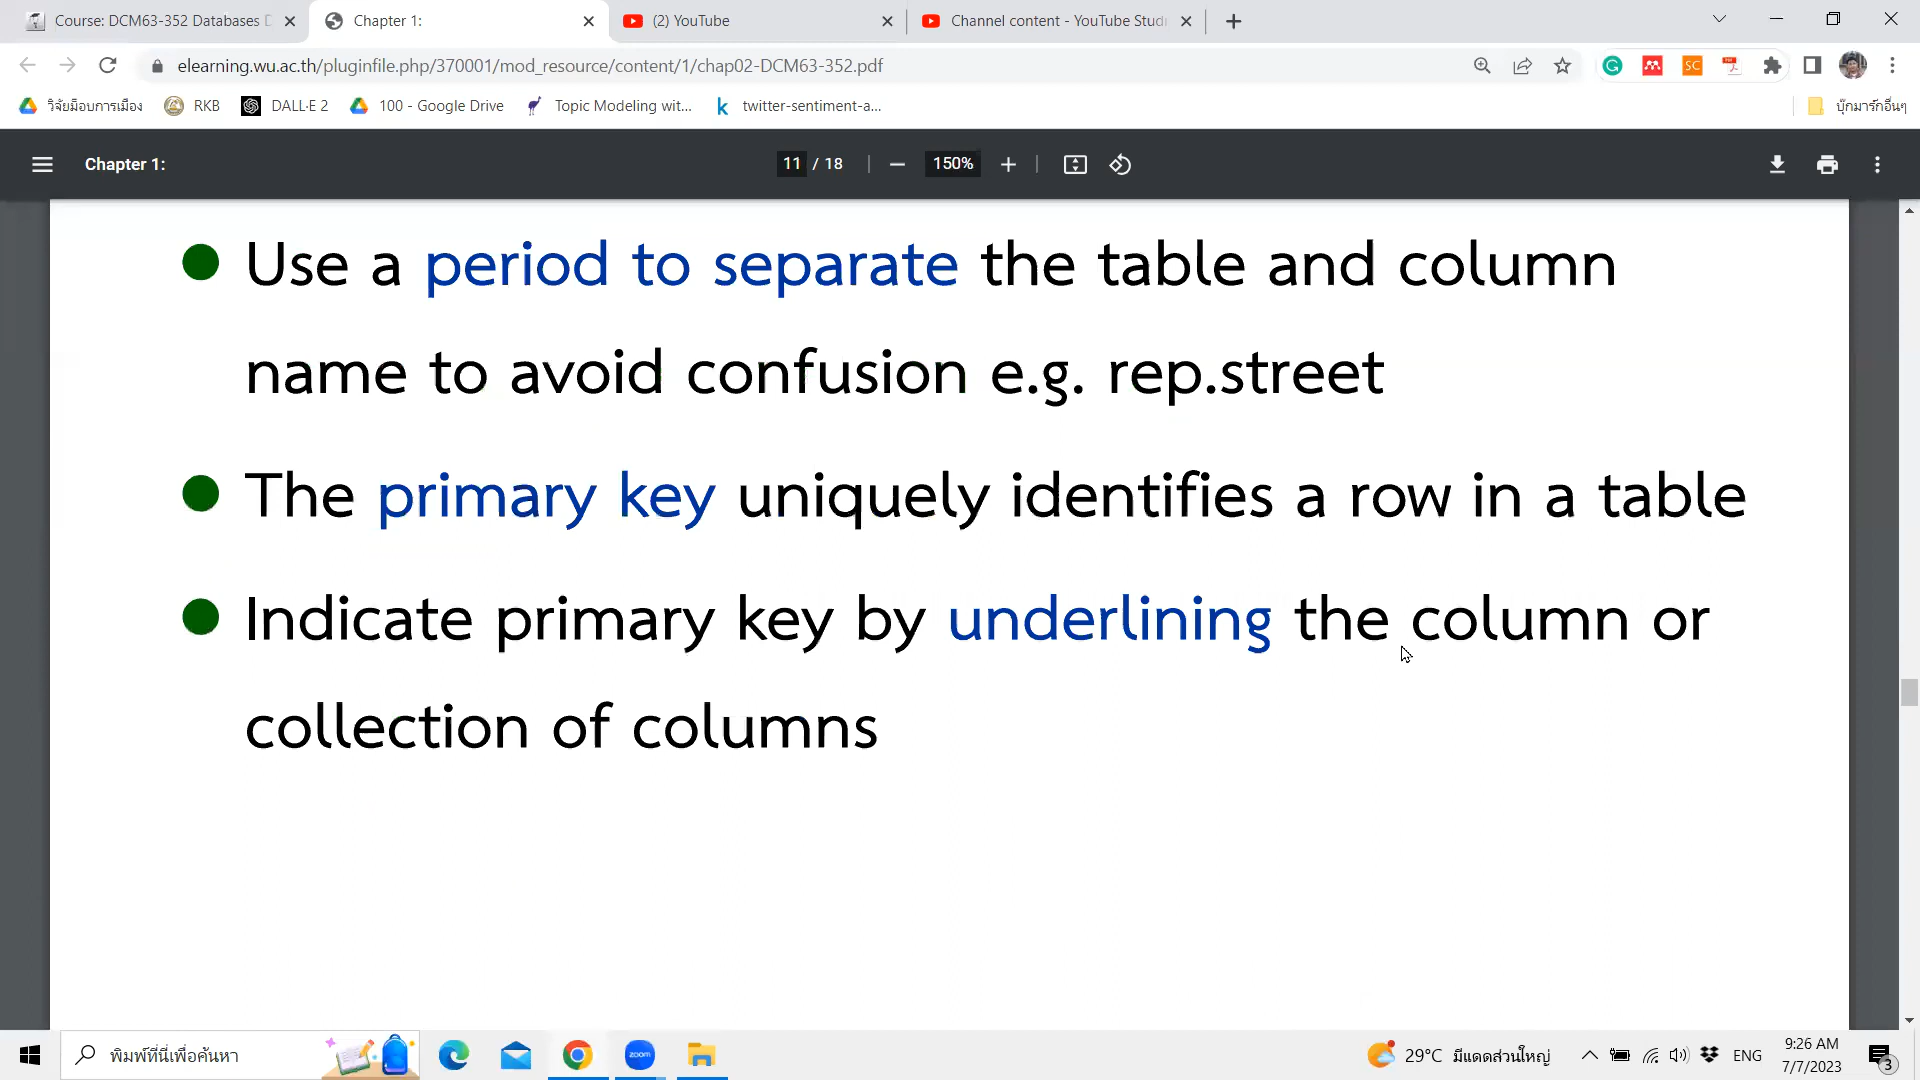 Course: DCM63-352 Databases D
Chapter 1:
(2) YouTube
Channel content - YouTube Studi
elearning.wu.ac.th/pluginfile.php/370001/mod_resource/content/1/chap02-DCM63-352.pdf
วิจัยม็อบการเมือง
RKB
DALL·E 2
100 - Google Drive
Topic Modeling wit...
twitter-sentiment-a...
บุ๊กมาร์กอื่นๆ
Chapter 1:
11 / 18
150%
Use a period to separate the table and column
name to avoid confusion e.g. rep.street
The primary key uniquely identifies a row in a table
Indicate primary key by underlining the column or
collection of columns
พิมพ์ที่นี่เพื่อค้นหา
zoom
29°C มีแดดส่วนใหญ่
ENG
9:26 AM
7/7/2023
3